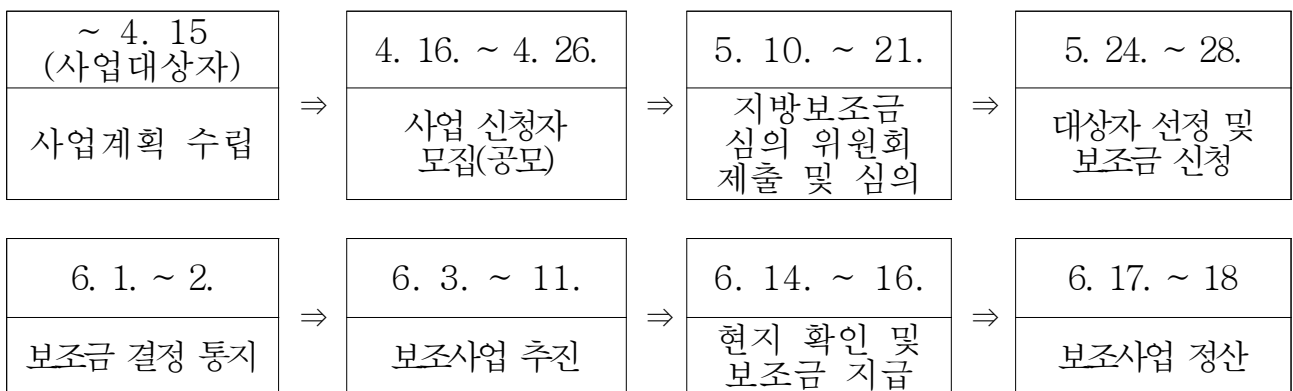 ~ 4. 15
(사업대상자)
사업계획 수립
⇒
4. 16. ~ 4. 26.
사업 신청자
모집(공모)
⇒
5. 10. ~ 21.
지방보조금
심의 위원회
제출 및 심의
⇒
5. 24. ~ 28.
대상자 선정 및
보조금 신청
6. 1. ~ 2.
보조금 결정 통지
⇒
6. 3. ~ 11.
보조사업 추진
⇒
6. 14. ~ 16.
현지 확인 및
보조금 지급
⇒
6. 17. ~ 18
보조사업 정산